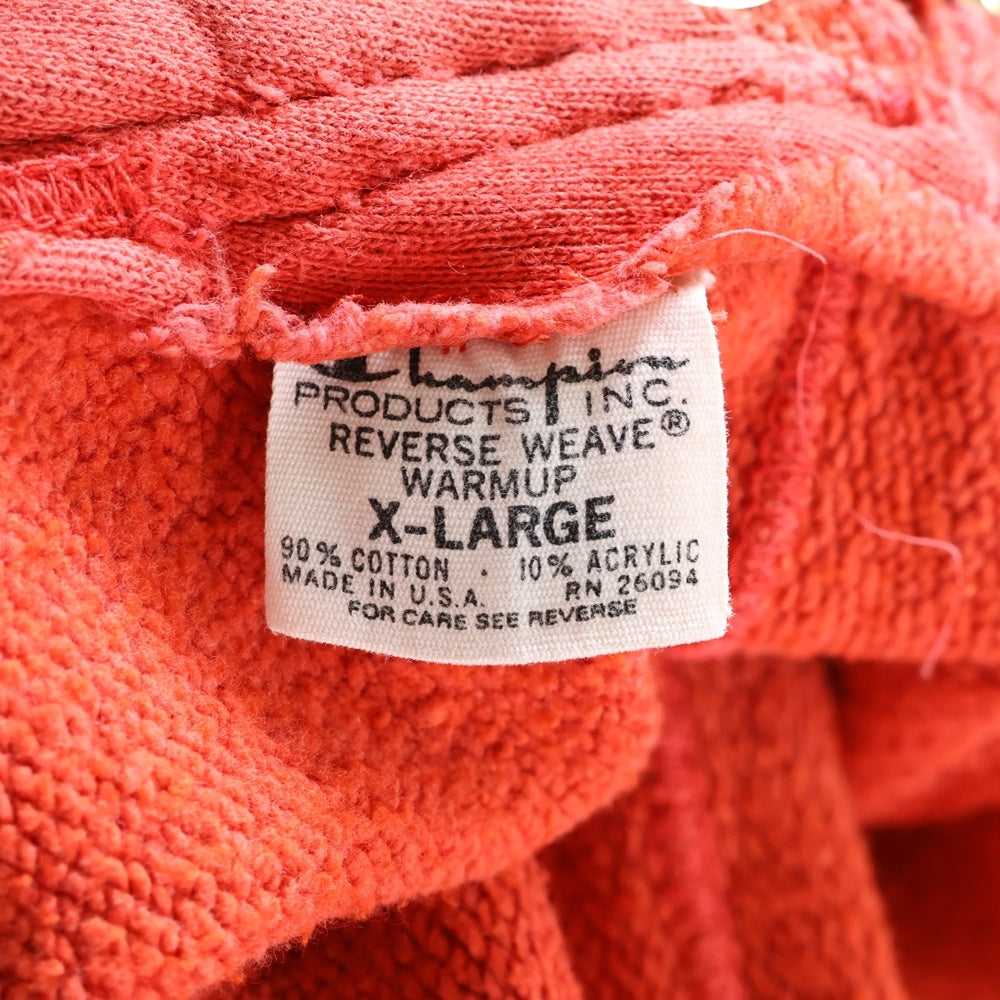 Champion
PRODUCTS INC.
REVERSE WEAVE®
WARMUP
X-LARGE
90% COTTON · 10% ACRYLIC
MADE IN U.S.A. RN 26094
FOR CARE SEE REVERSE